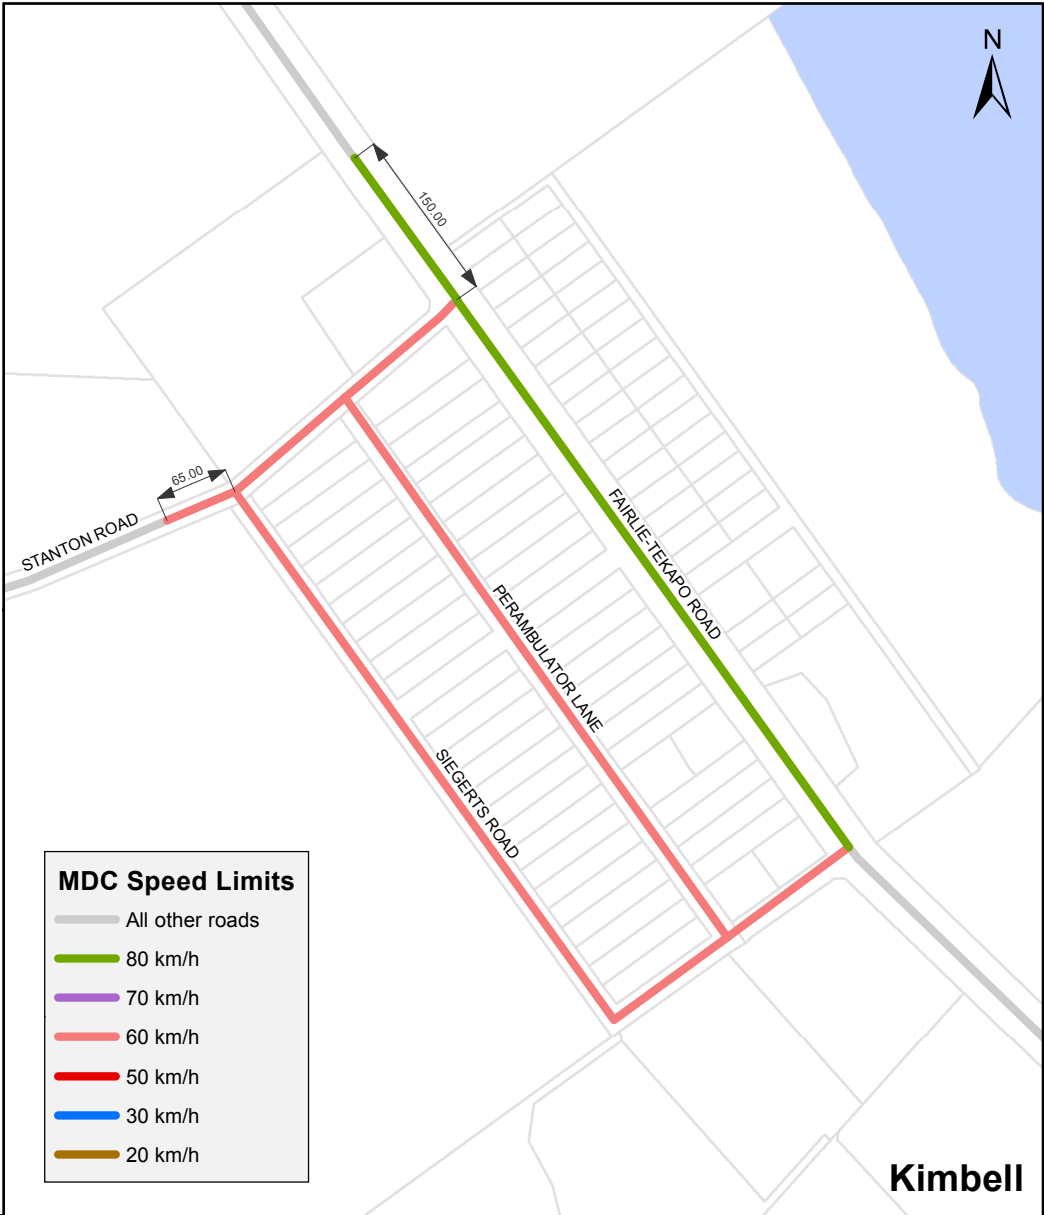 N
150.00
65.00
STANTON ROAD
FAIRLIE-TEKAPO ROAD
PERAMBULATOR LANE
SIEGERTS ROAD
MDC Speed Limits
All other roads
80 km/h
70 km/h
60 km/h
50 km/h
30 km/h
20 km/h
Kimbell